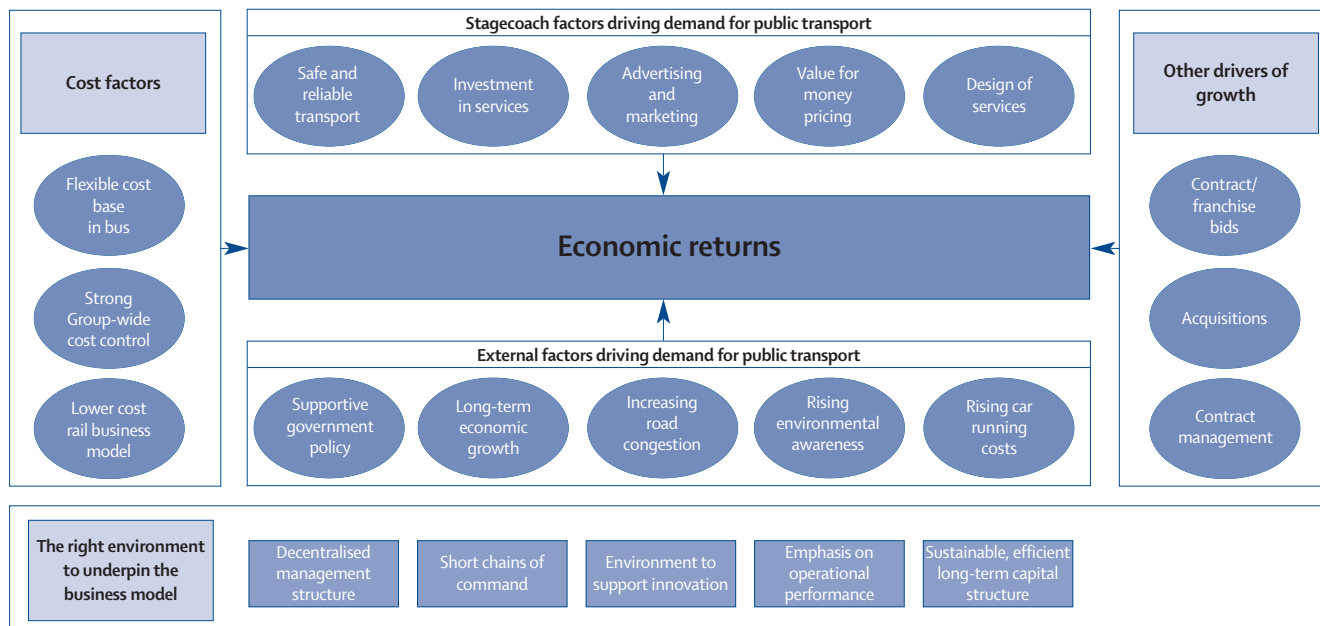 Cost factors
Flexible cost
base
in bus
Strong
Group-wide
cost control
Lower cost
rail business
model
Stagecoach factors driving demand for public transport
Safe and
reliable
transport
Investment
in services
Advertising
and
marketing
Value for
money
pricing
Design of
services
Economic returns
External factors driving demand for public transport
Supportive
government
policy
Long-term
economic
growth
Increasing
road
congestion
Rising
environmental
awareness
Rising car
running
costs
Other drivers of
growth
Contract/
franchise
bids
Acquisitions
Contract
management
The right environment
to underpin the
business model
Decentralised
management
structure
Short chains of
command
Environment to
support innovation
Emphasis on
operational
performance
Sustainable, efficient
long-term capital
structure